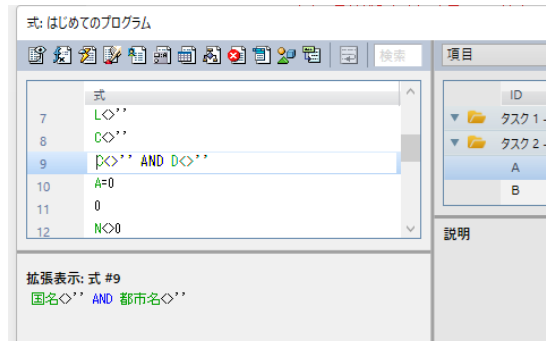 式: はじめてのプログラム
検索
項目
式
7 L<>''
8 C<>''
9 D<>'' AND D<>''
10 A=0
11 0
12 N<>0
ID
タスク1 -
タスク2 -
A
B
説明
拡張表示: 式 #9
国名<>'' AND 都市名<>''